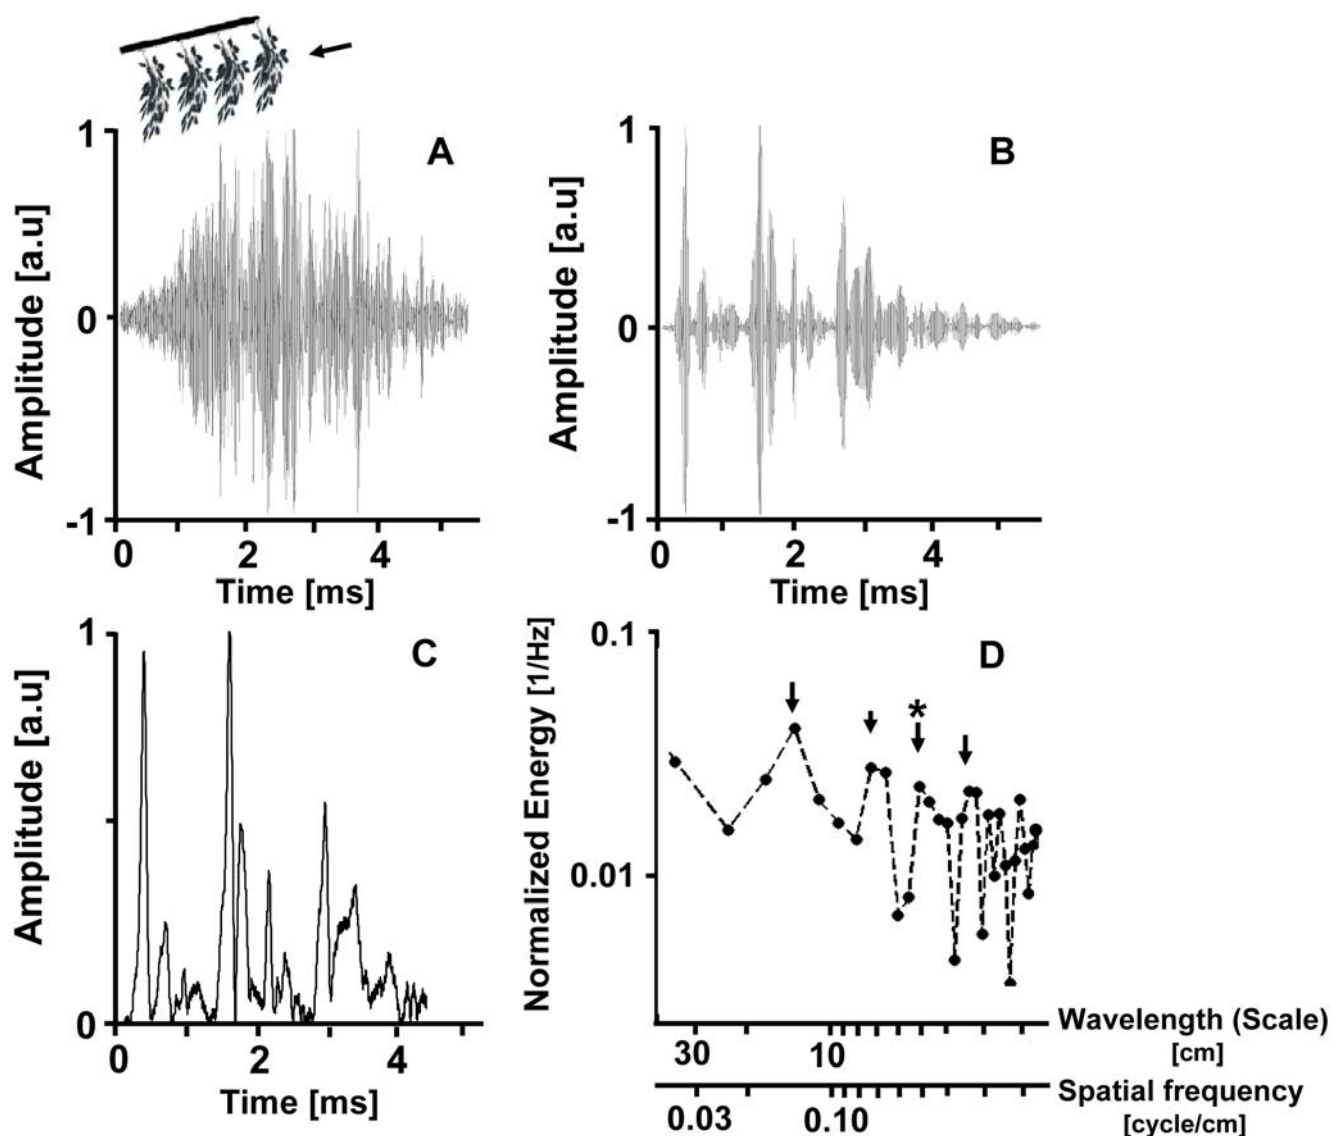 A
B
1
0
-1
Amplitude [a.u]
0
2
4
Time [ms]
1
0
-1
Amplitude [a.u]
0
2
4
Time [ms]
C
1
0
Amplitude [a.u]
0
2
4
Time [ms]
D
0.1
0.01
Normalized Energy [1/Hz]
*
30
10
Wavelength (Scale)
[cm]
0.03
0.10
Spatial frequency
[cycle/cm]